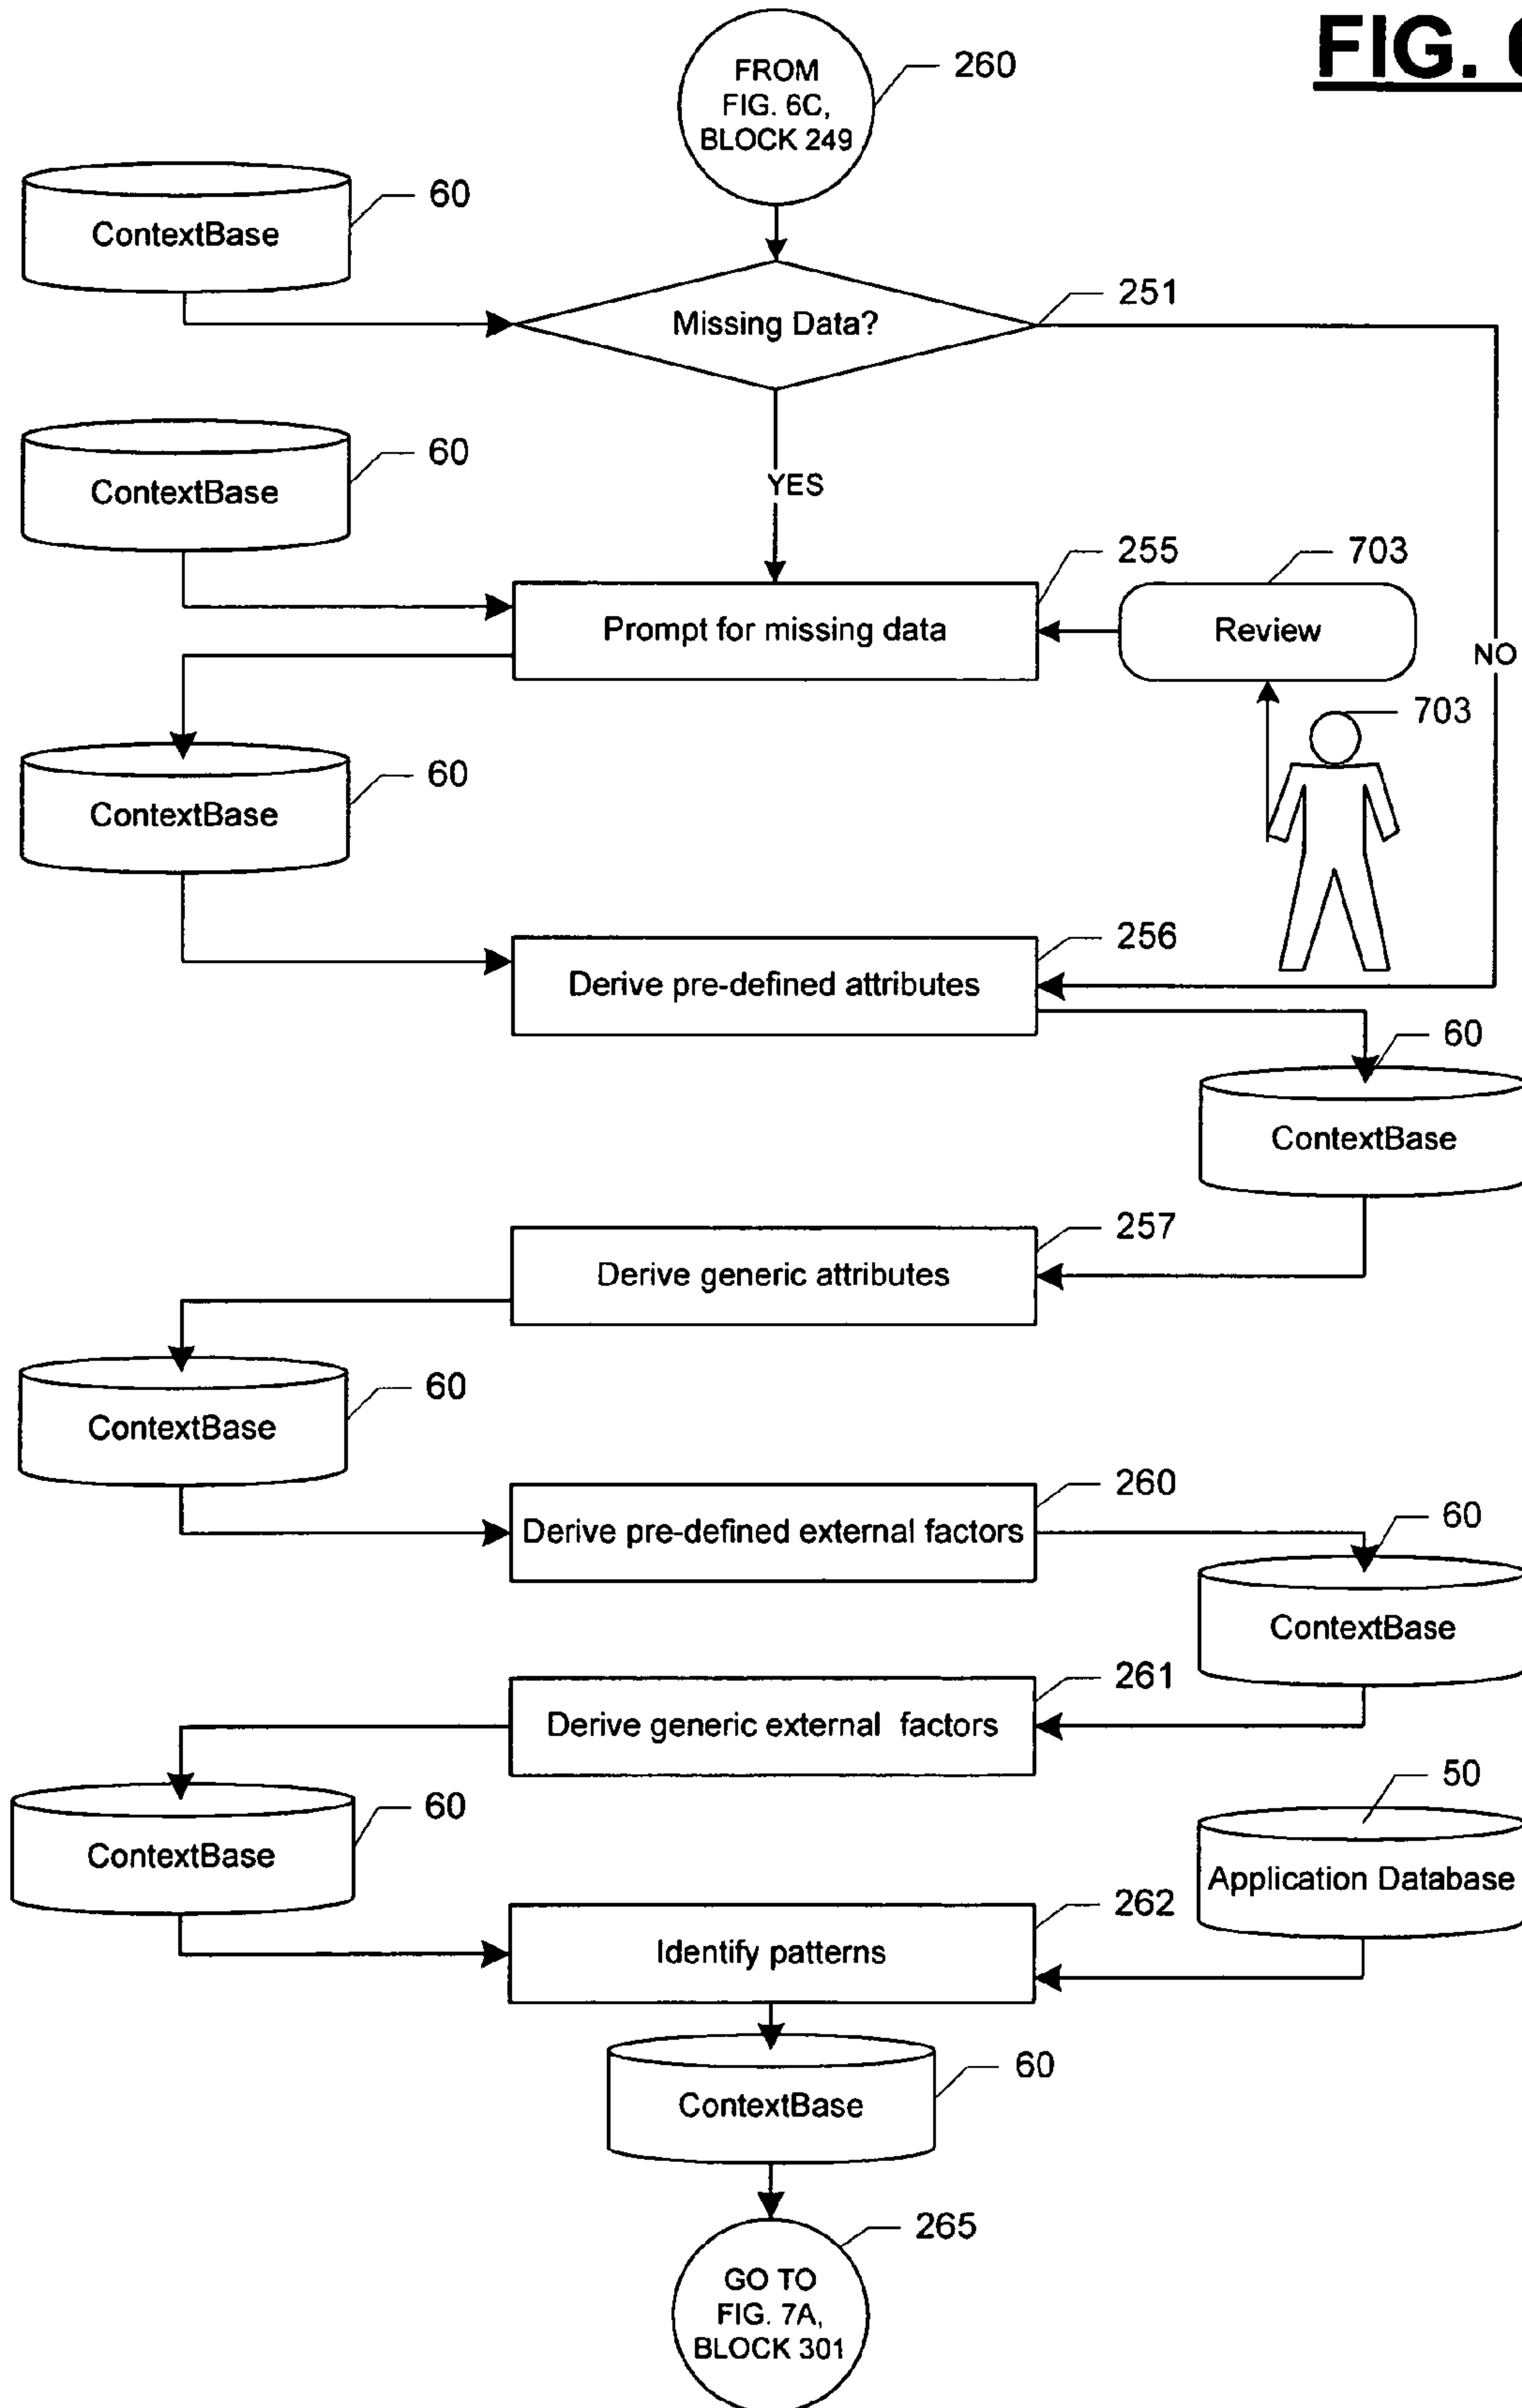 FIG. 6
FROM
FIG. 6C,
BLOCK 249
260
ContextBase
60
Missing Data?
251
ContextBase
60
YES
255
703
Prompt for missing data
Review
NO
703
ContextBase
60
256
Derive pre-defined attributes
60
ContextBase
257
Derive generic attributes
ContextBase
60
260
Derive pre-defined external factors
60
ContextBase
261
Derive generic external factors
50
ContextBase
60
Application Database
262
Identify patterns
60
ContextBase
265
GO TO
FIG. 7A,
BLOCK 301